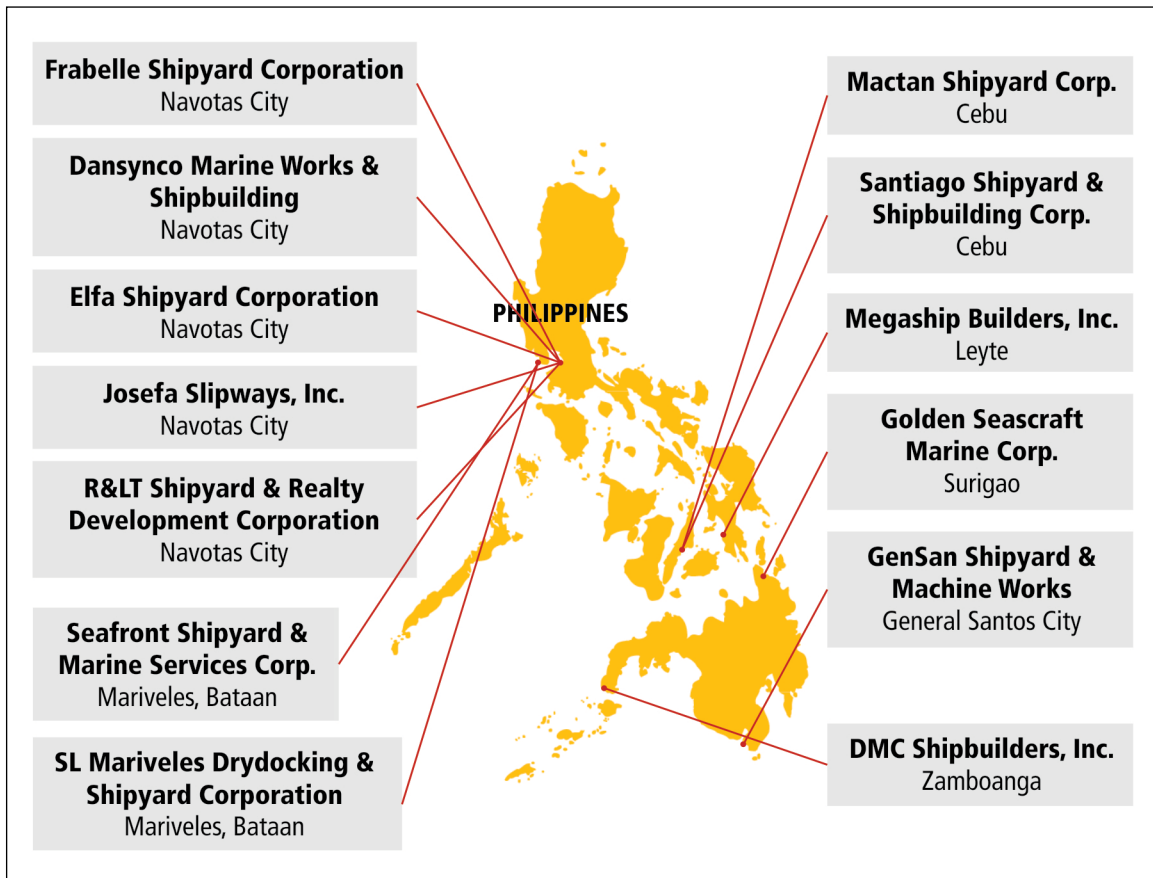 Frabelle Shipyard Corporation
Navotas City
Dansynco Marine Works &
Shipbuilding
Navotas City
Elfa Shipyard Corporation
Navotas City
Josefa Slipways, Inc.
Navotas City
R&LT Shipyard & Realty
Development Corporation
Navotas City
Seafront Shipyard &
Marine Services Corp.
Mariveles, Bataan
SL Mariveles Drydocking &
Shipyard Corporation
Mariveles, Bataan
PHILIPPINES
Mactan Shipyard Corp.
Cebu
Santiago Shipyard &
Shipbuilding Corp.
Cebu
Megaship Builders, Inc.
Leyte
Golden Seascraft
Marine Corp.
Surigao
GenSan Shipyard &
Machine Works
General Santos City
DMC Shipbuilders, Inc.
Zamboanga